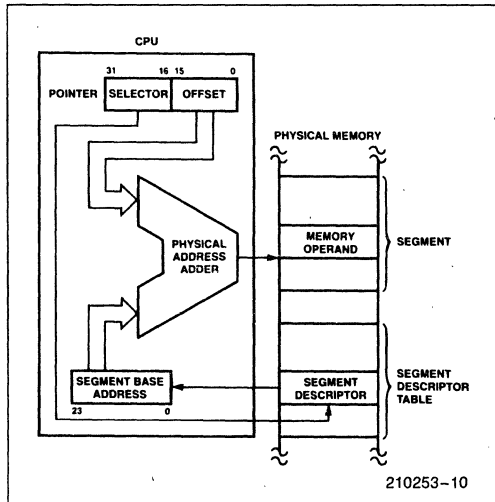 CPU
31 16 15 0
POINTER SELECTOR OFFSET
PHYSICAL MEMORY
MEMORY
OPERAND
SEGMENT
PHYSICAL
ADDRESS
ADDER
SEGMENT BASE
ADDRESS
23 0
SEGMENT
DESCRIPTOR
SEGMENT
DESCRIPTOR
TABLE
210253-10